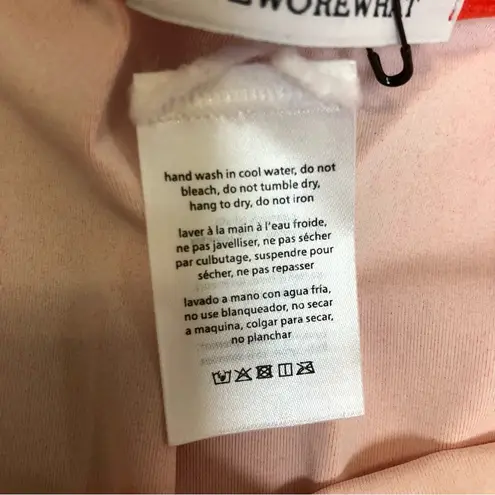 WOREWHAT
hand wash in cool water, do not
bleach, do not tumble dry,
hang to dry, do not iron
laver à la main à l'eau froide,
ne pas javelliser, ne pas sécher
par culbutage, suspendre pour
sécher, ne pas repasser
lavado a mano con agua fría,
no use blanqueador, no secar
a maquina, colgar para secar,
no planchar